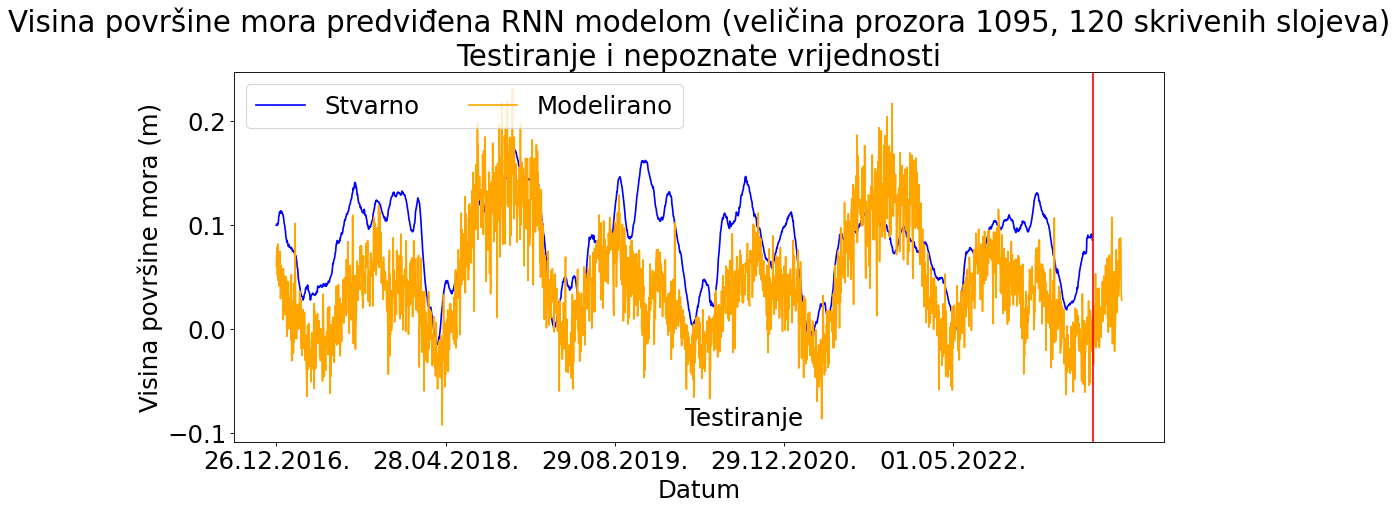 Visina površine mora predviđena RNN modelom (veličina prozora 1095, 120 skrivenih slojeva)
Testiranje i nepoznate vrijednosti
Stvarno Modelirano
Visina površine mora (m)
0.2
0.1
0.0
−0.1
Testiranje
26.12.2016. 28.04.2018. 29.08.2019. 29.12.2020. 01.05.2022.
Datum